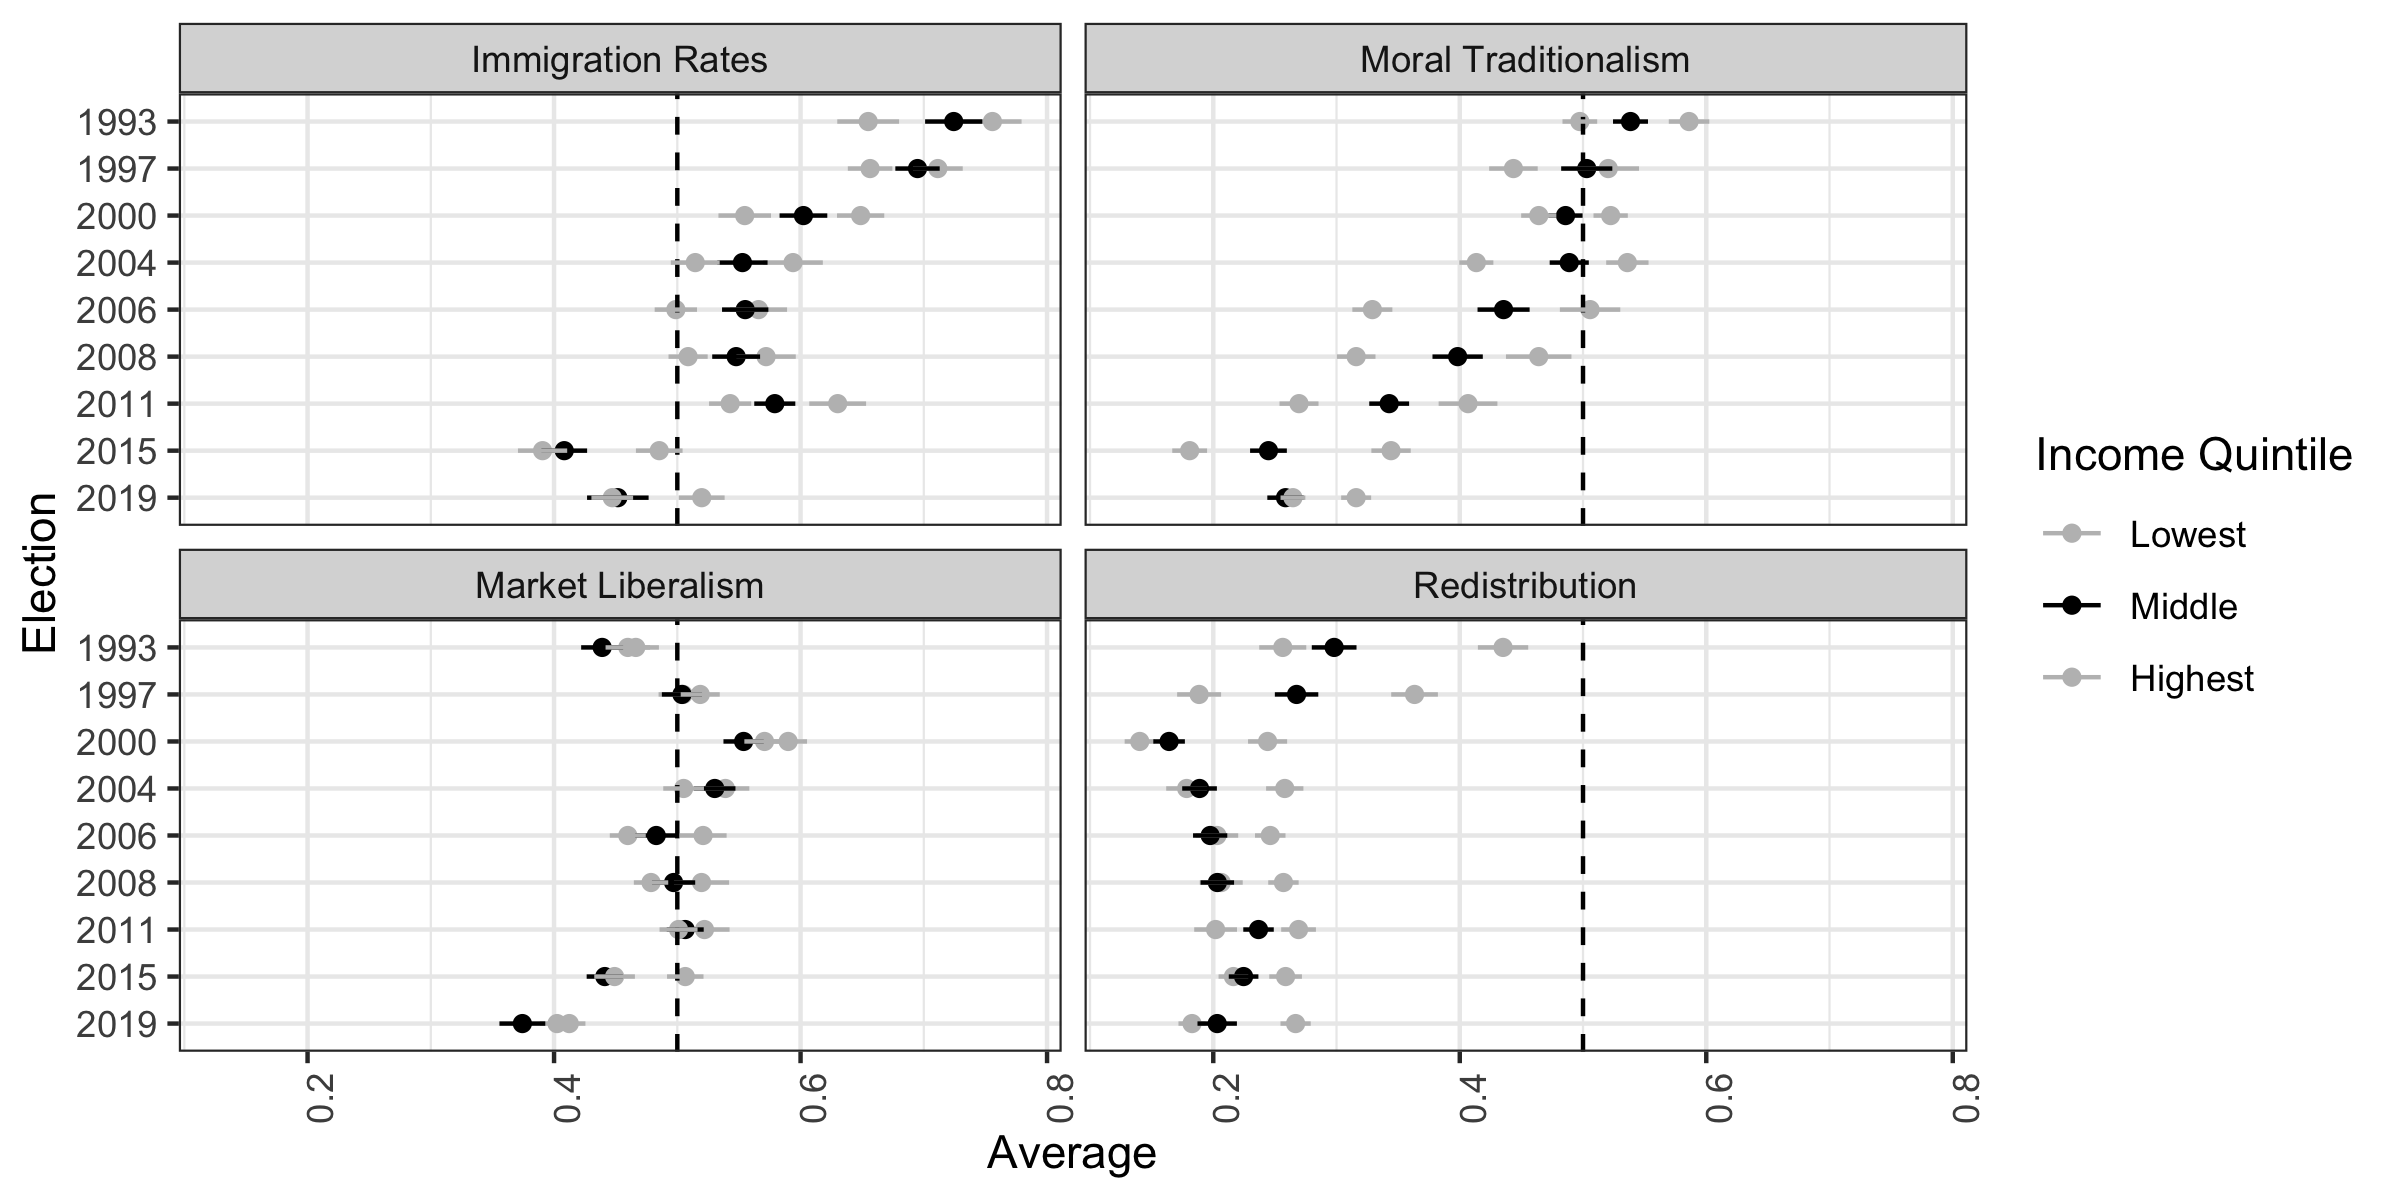 Immigration Rates
Moral Traditionalism
1993
1997
2000
2004
2006
2008
2011
2015
2019
Market Liberalism
Redistribution
1993
1997
2000
2004
2006
2008
2011
2015
2019
0.2
0.4
0.6
0.8
0.2
0.4
0.6
0.8
Election
Average
Income Quintile
Lowest
Middle
Highest